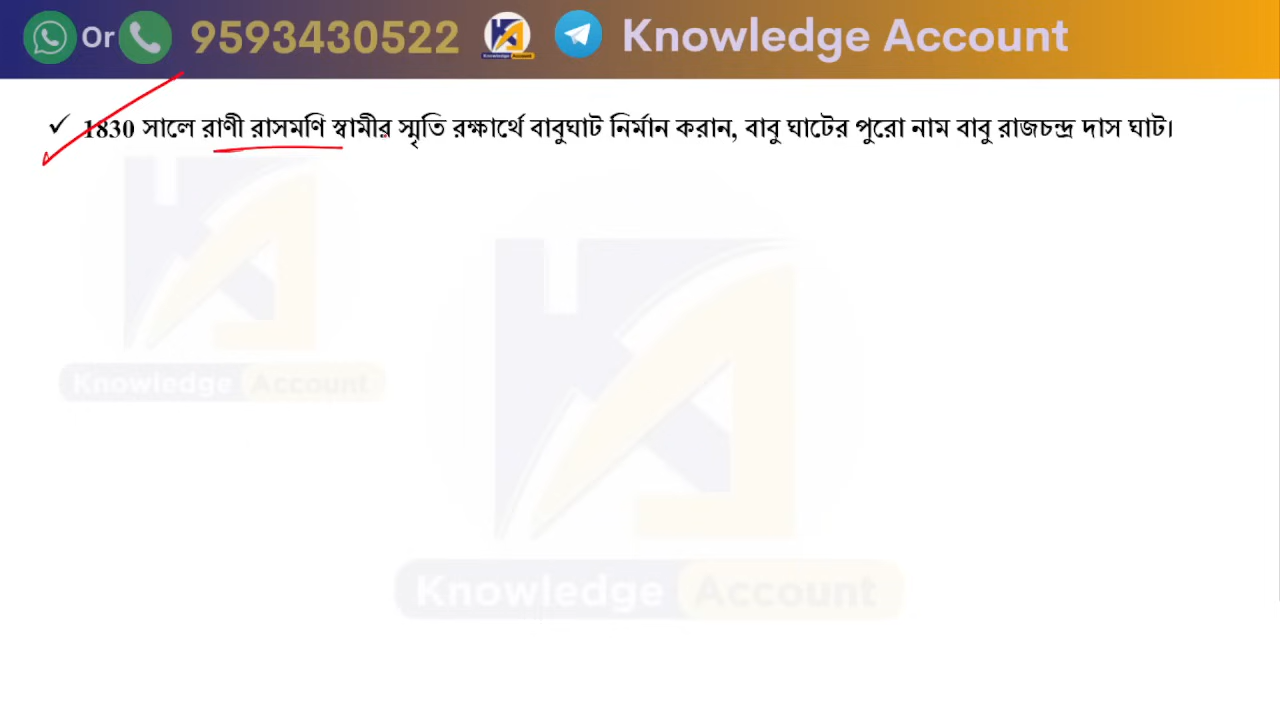 Or 9593430522 Knowledge Account
✓ 1830 সালে রাণী রাসমণি স্বামীর স্মৃতি রক্ষার্থে বাবুঘাট নির্মান করান, বাবু ঘাটের পুরো নাম বাবু রাজচন্দ্র দাস ঘাট।
Knowledge Account
Knowledge Account